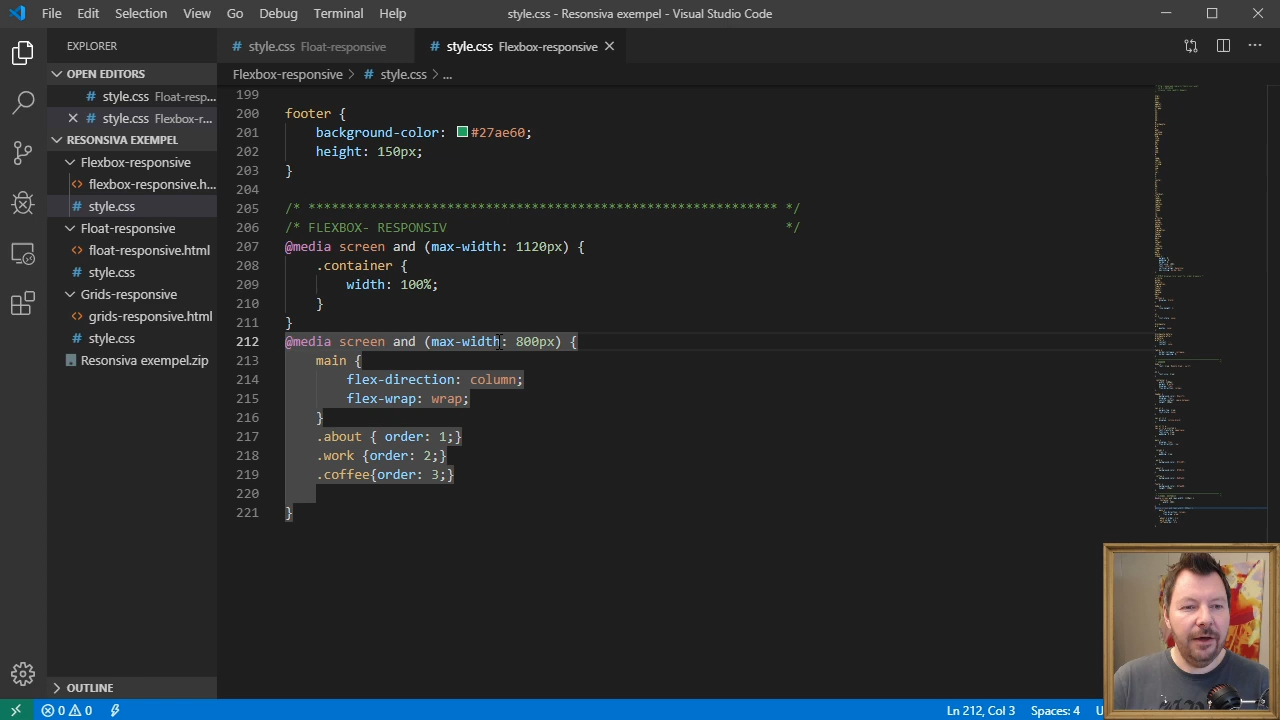 File Edit Selection View Go Debug Terminal Help style.css - Resonsiva exempel - Visual Studio Code
EXPLORER
OPEN EDITORS
style.css Float-resp...
style.css Flexbox-r...
RESONSIVA EXEMPEL
Flexbox-responsive
flexbox-responsive.h...
style.css
Float-responsive
float-responsive.html
style.css
Grids-responsive
grids-responsive.html
style.css
Resonsiva exempel.zip
OUTLINE
style.css Float-responsive style.css Flexbox-responsive
Flexbox-responsive > style.css > ...
199
200 footer {
201 background-color: #27ae60;
202 height: 150px;
203 }
204
205 /* ************************************************************* */
206 /* FLEXBOX- RESPONSIV */
207 @media screen and (max-width: 1120px) {
208 .container {
209 width: 100%;
210 }
211 }
212 @media screen and (max-width: 800px) {
213 main {
214 flex-direction: column;
215 flex-wrap: wrap;
216 }
217 .about { order: 1;}
218 .work {order: 2;}
219 .coffee{order: 3;}
220
221 }
0 0 Ln 212, Col 3 Spaces: 4